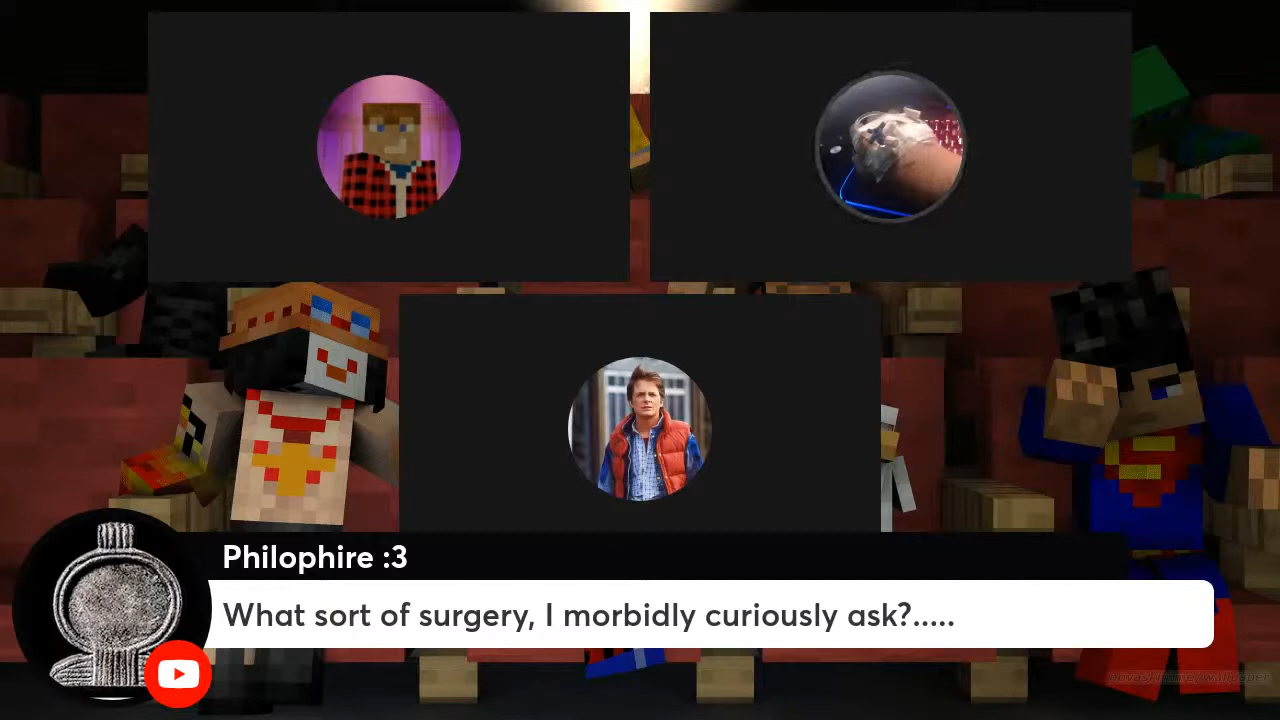 Philophire :3
What sort of surgery, I morbidly curiously ask?.....